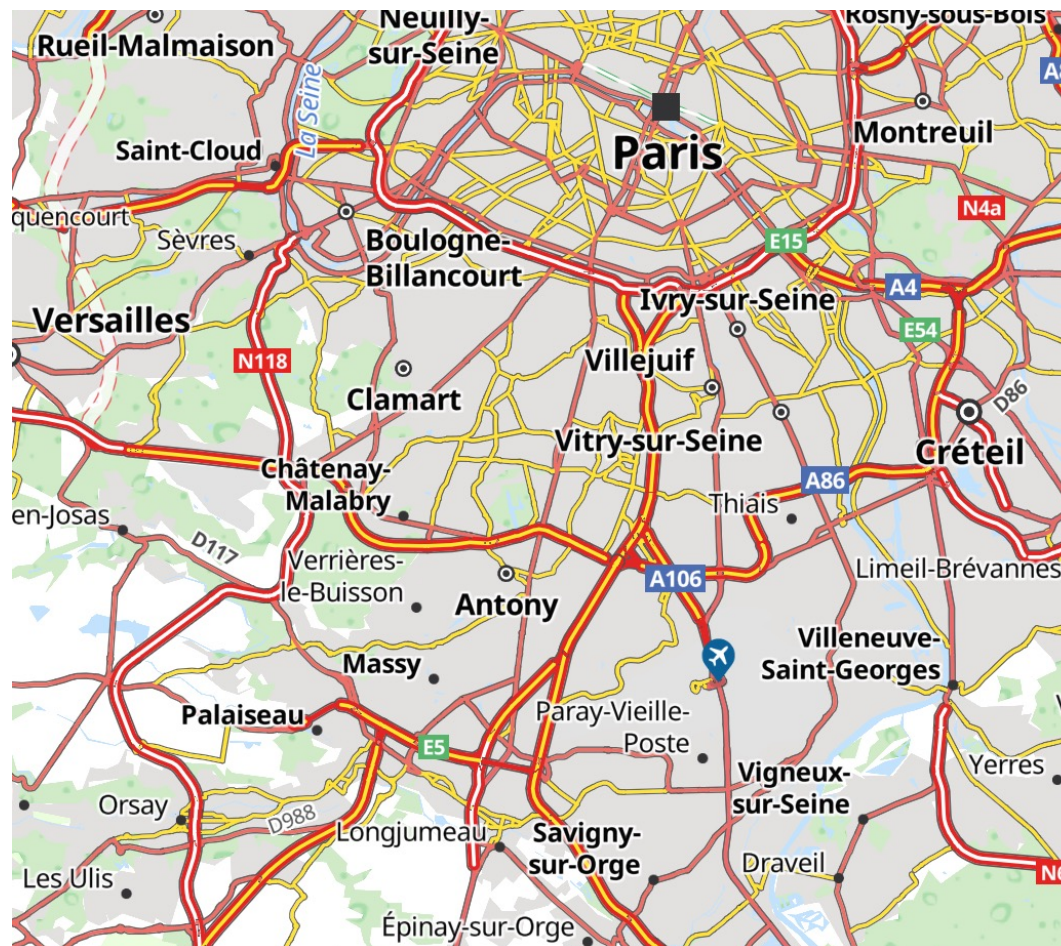 Neuilly-
sur-Seine
Rosny-sous-Bois
Rueil-Malmaison
La Seine
Montreuil
Saint-Cloud
Paris
quencourt
N4a
Sèvres
E15
Boulogne-
Billancourt
A4
Ivry-sur-Seine
Versailles
E54
N118
Villejuif
Clamart
D86
Vitry-sur-Seine
Créteil
Châtenay-
Malabry
A86
Thiais
en-Josas
D117
Verrières-
le-Buisson
A106
Limeil-Brévannes
Antony
Villeneuve-
Saint-Georges
Massy
Palaiseau
Paray-Vieille-
Poste
E5
Yerres
Vigneux-
sur-Seine
Orsay
D988
Longjumeau
Savigny-
sur-Orge
Draveil
Les Ulis
N6
Épinay-sur-Orge